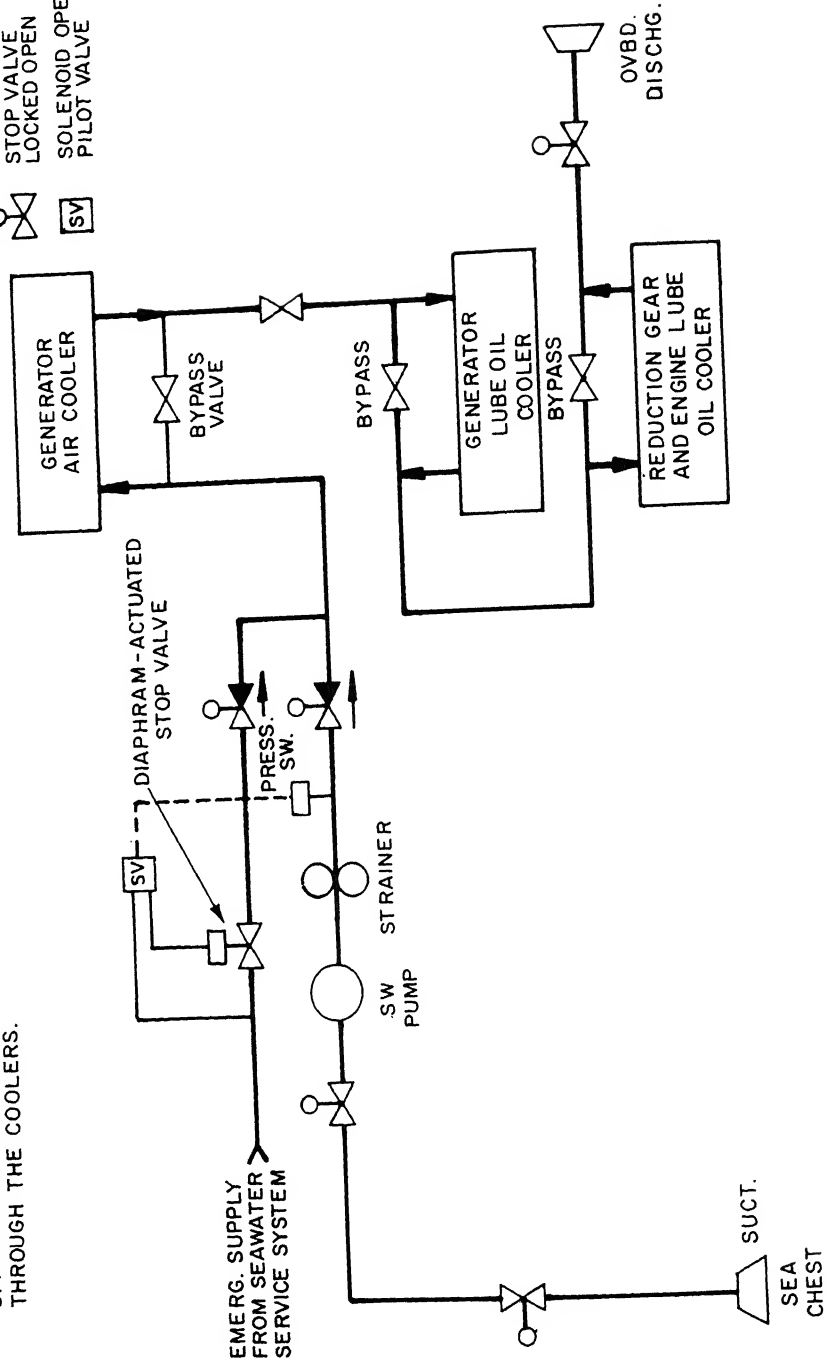 STOP VALVE
LOCKED OPEN
SV
SOLENOID OPE
PILOT VALVE
THROUGH THE COOLERS.
GENERATOR
AIR COOLER
BYPASS
VALVE
DIAPHRAM-ACTUATED
STOP VALVE
SV
PRESS.
SW.
STRAINER
SW
PUMP
EMERG. SUPPLY
FROM SEAWATER
SERVICE SYSTEM
BYPASS
GENERATOR
LUBE OIL
COOLER
BYPASS
REDUCTION GEAR
AND ENGINE LUBE
OIL COOLER
OVBD.
DISCHG.
SUCT.
SEA
CHEST